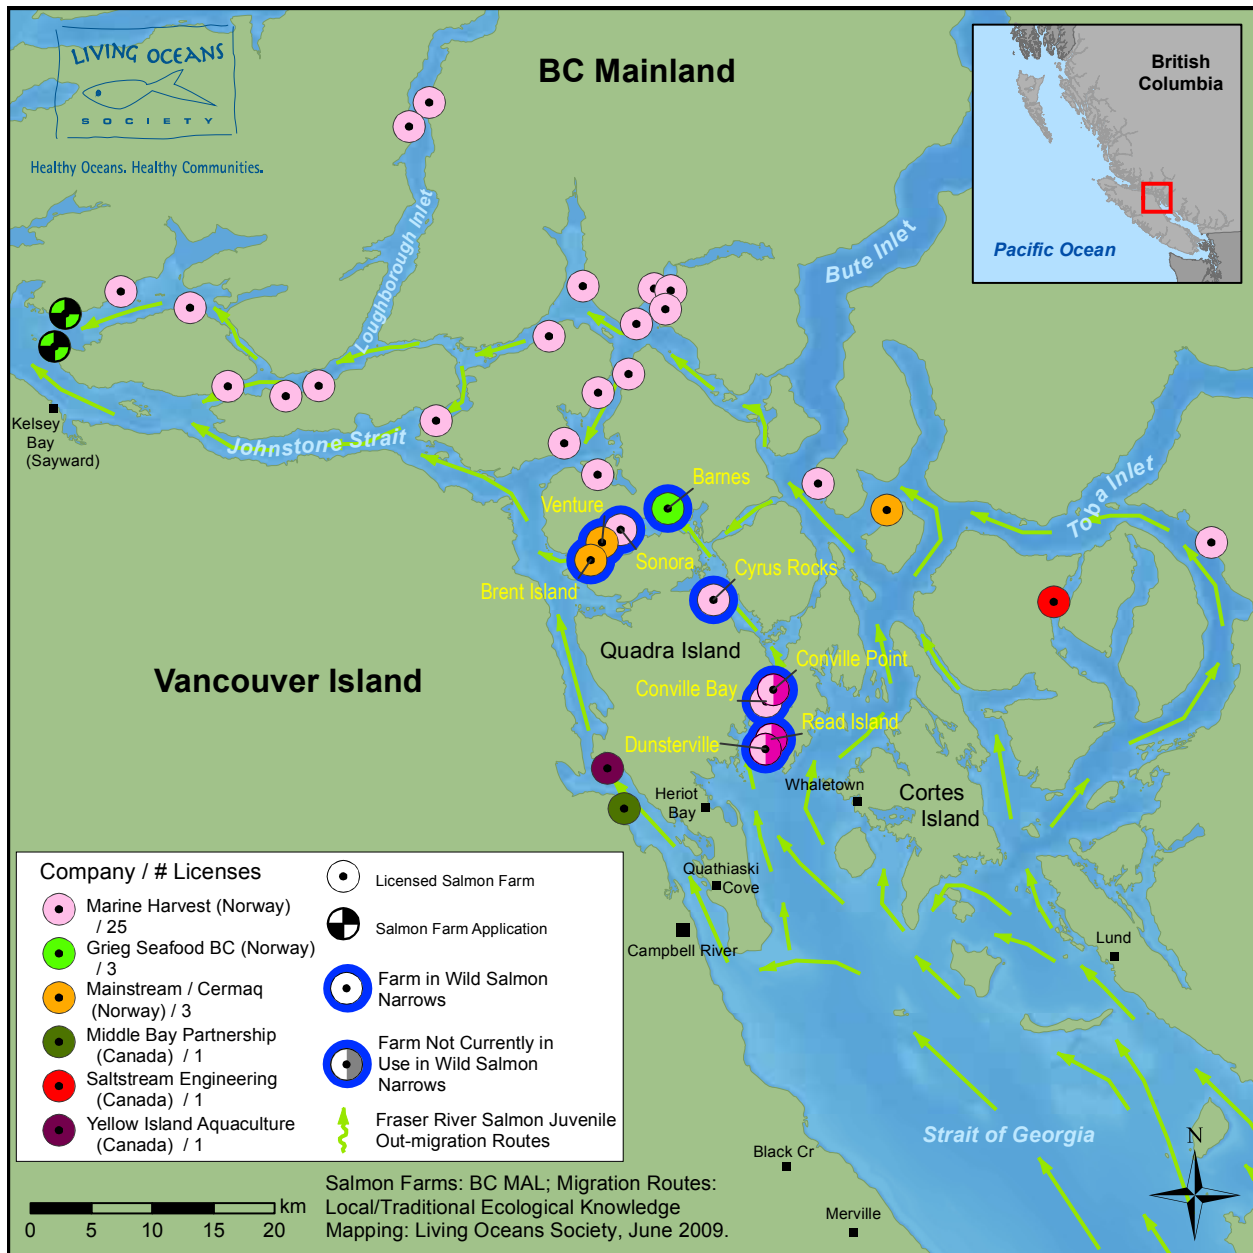 LIVING OCEANS
SOCIETY
Healthy Oceans. Healthy Communities.
BC Mainland
British
Columbia
Pacific Ocean
Loughborough Inlet
Bute Inlet
Toba Inlet
Kelsey
Bay
(Sayward)
Johnstone Strait
Barnes
Venture
Sonora
Brent Island
Cyrus Rocks
Quadra Island
Vancouver Island
Conville Point
Conville Bay
Read Island
Dunsterville
Whaletown
Heriot
Bay
Cortes
Island
Quathiaski
Cove
Campbell River
Lund
Strait of Georgia
Black Cr
Merville
N
Company / # Licenses
Marine Harvest (Norway)
/ 25
Grieg Seafood BC (Norway)
/ 3
Mainstream / Cermaq
(Norway) / 3
Middle Bay Partnership
(Canada) / 1
Saltstream Engineering
(Canada) / 1
Yellow Island Aquaculture
(Canada) / 1
Licensed Salmon Farm
Salmon Farm Application
Farm in Wild Salmon
Narrows
Farm Not Currently in
Use in Wild Salmon
Narrows
Fraser River Salmon Juvenile
Out-migration Routes
0 5 10 15 20 km
Salmon Farms: BC MAL; Migration Routes:
Local/Traditional Ecological Knowledge
Mapping: Living Oceans Society, June 2009.